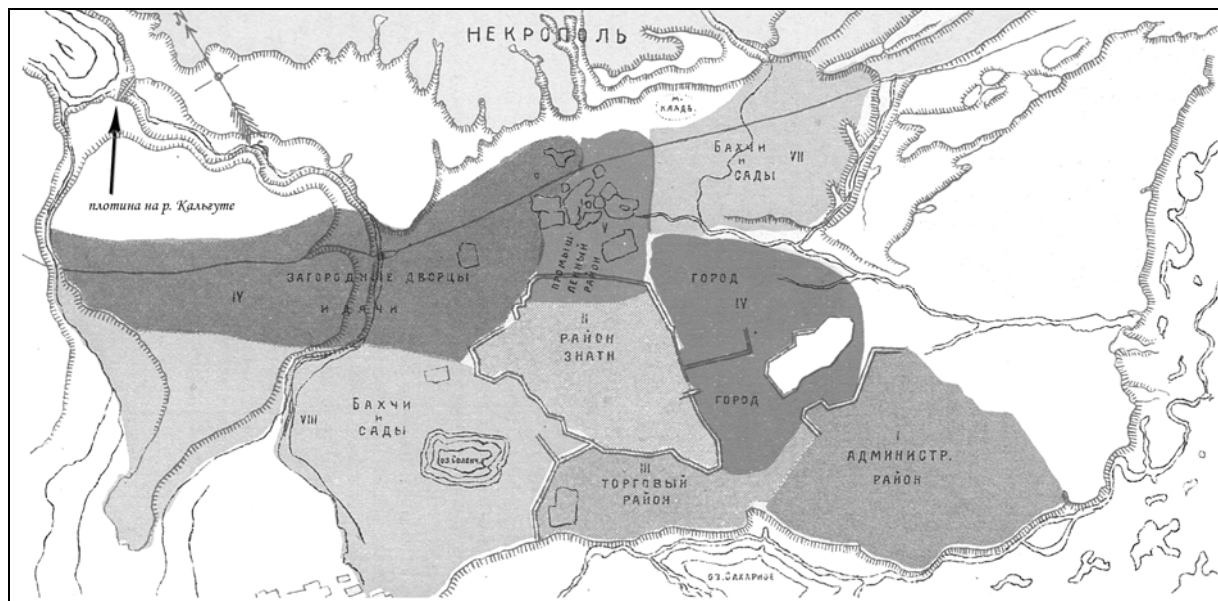 N
НЕКРОПОЛЬ
М.
КЛАДБ.
БАХЧИ
И
САДЫ
VII
плотина на р. Кальгуте
V
ПРОМЫШ
ЛЕННЫЙ
РАЙОН
ЗАГОРОДНЫЕ ДВОРЦЫ
IV
И ДАЧИ
ГОРОД
IV
II
РАЙОН
ЗНАТИ
ГОРОД
БАХЧИ
И
САДЫ
VIII
ОЗ. СОЛЕНЧ.
III
ТОРГОВЫЙ
РАЙОН
I
АДМИНИСТР.
РАЙОН
ОЗ. САХАРНОЕ